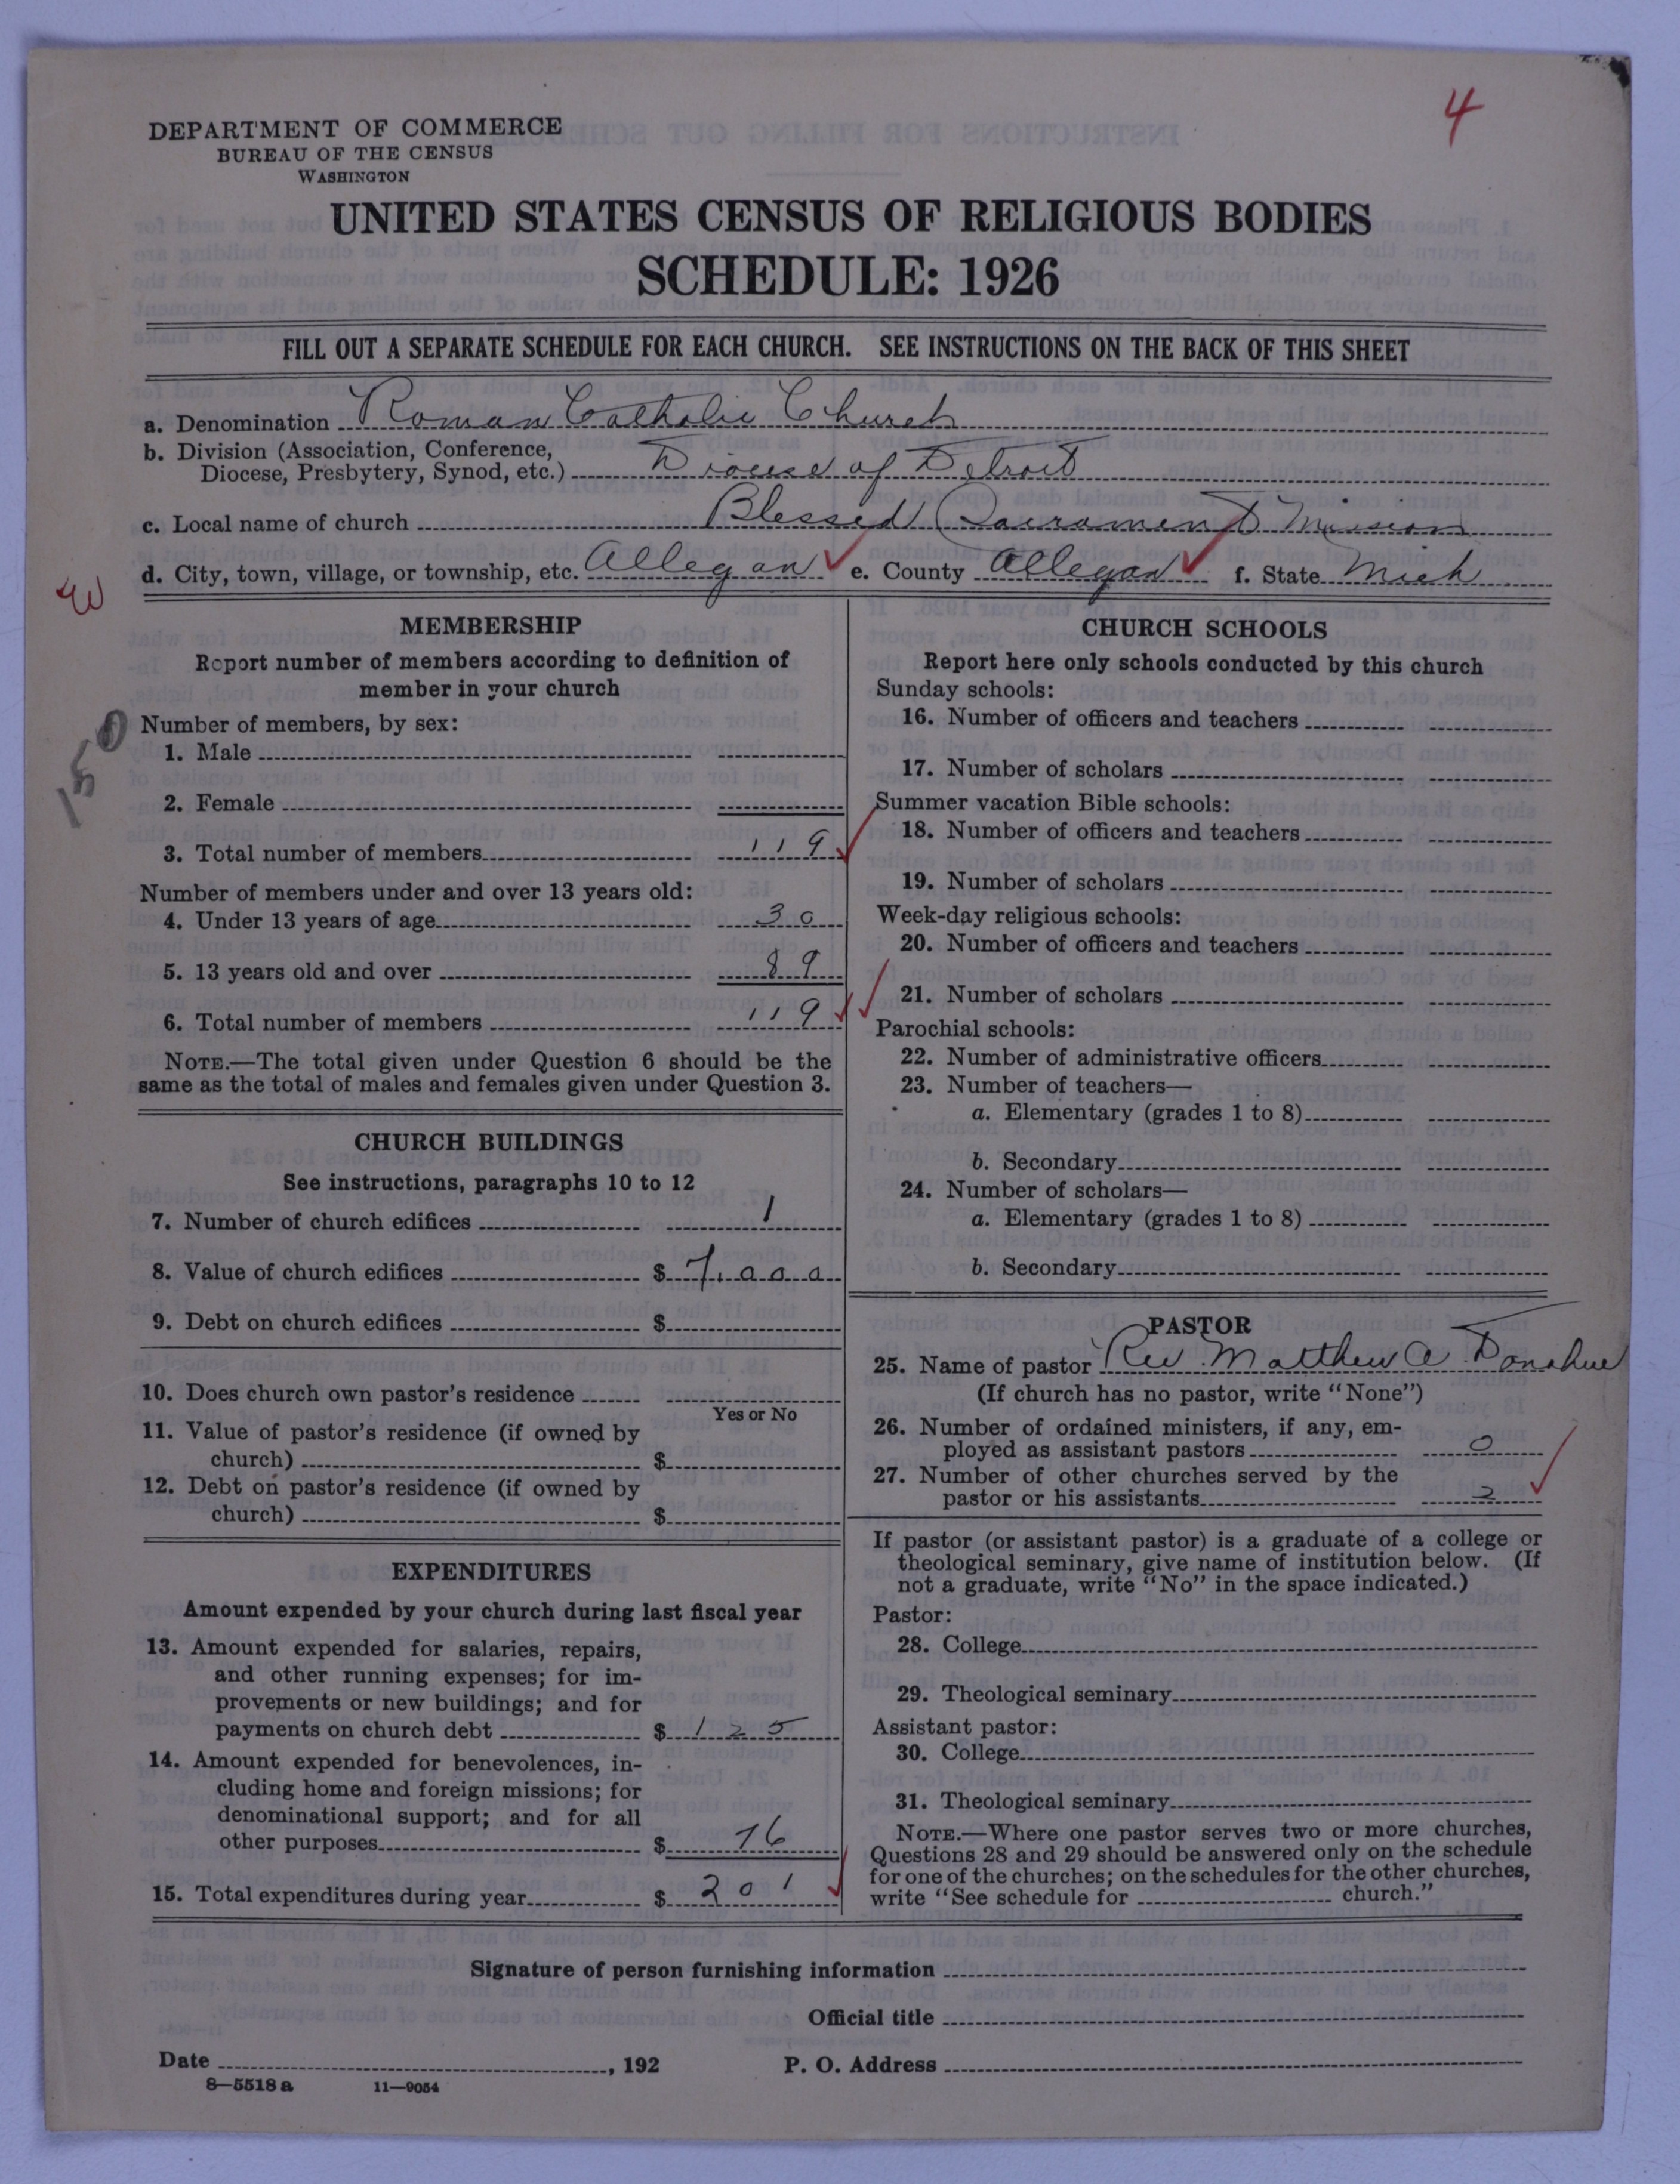 4
DEPARTMENT OF COMMERCE
BUREAU OF THE CENSUS
WASHINGTON
UNITED STATES CENSUS OF RELIGIOUS BODIES
SCHEDULE: 1926
FILL OUT A SEPARATE SCHEDULE FOR EACH CHURCH. SEE INSTRUCTIONS ON THE BACK OF THIS SHEET
a. Denomination Roman Catholic Church
b. Division (Association, Conference,
Diocese, Presbytery, Synod, etc.) Diocese of Detroit
c. Local name of church Blessed Sacrament Mission
d. City, town, village, or township, etc. Allegan e. County Allegan f. State Mich
150
MEMBERSHIP
Report number of members according to definition of
member in your church
Number of members, by sex:
1. Male
2. Female
3. Total number of members 119
Number of members under and over 13 years old:
4. Under 13 years of age 30
5. 13 years old and over 89
6. Total number of members 119
NOTE.—The total given under Question 6 should be the
same as the total of males and females given under Question 3.
CHURCH BUILDINGS
See instructions, paragraphs 10 to 12
7. Number of church edifices 1
8. Value of church edifices $ 7,000
9. Debt on church edifices $
10. Does church own pastor's residence
Yes or No
11. Value of pastor's residence (if owned by
church) $
12. Debt on pastor's residence (if owned by
church) $
EXPENDITURES
Amount expended by your church during last fiscal year
13. Amount expended for salaries, repairs,
and other running expenses; for im-
provements or new buildings; and for
payments on church debt $ 125
14. Amount expended for benevolences, in-
cluding home and foreign missions; for
denominational support; and for all
other purposes $ 76
15. Total expenditures during year $ 201
CHURCH SCHOOLS
Report here only schools conducted by this church
Sunday schools:
16. Number of officers and teachers
17. Number of scholars
Summer vacation Bible schools:
18. Number of officers and teachers
19. Number of scholars
Week-day religious schools:
20. Number of officers and teachers
21. Number of scholars
Parochial schools:
22. Number of administrative officers
23. Number of teachers—
a. Elementary (grades 1 to 8)
b. Secondary
24. Number of scholars—
a. Elementary (grades 1 to 8)
b. Secondary
PASTOR
25. Name of pastor Rev. Matthew A. Donahue
(If church has no pastor, write "None")
26. Number of ordained ministers, if any, em-
ployed as assistant pastors 0
27. Number of other churches served by the
pastor or his assistants 2
If pastor (or assistant pastor) is a graduate of a college or
theological seminary, give name of institution below. (If
not a graduate, write "No" in the space indicated.)
Pastor:
28. College
29. Theological seminary
Assistant pastor:
30. College
31. Theological seminary
NOTE.—Where one pastor serves two or more churches,
Questions 28 and 29 should be answered only on the schedule
for one of the churches; on the schedules for the other churches,
write "See schedule for church."
Signature of person furnishing information
Official title
Date , 192 P. O. Address
8—5518 a 11—9054